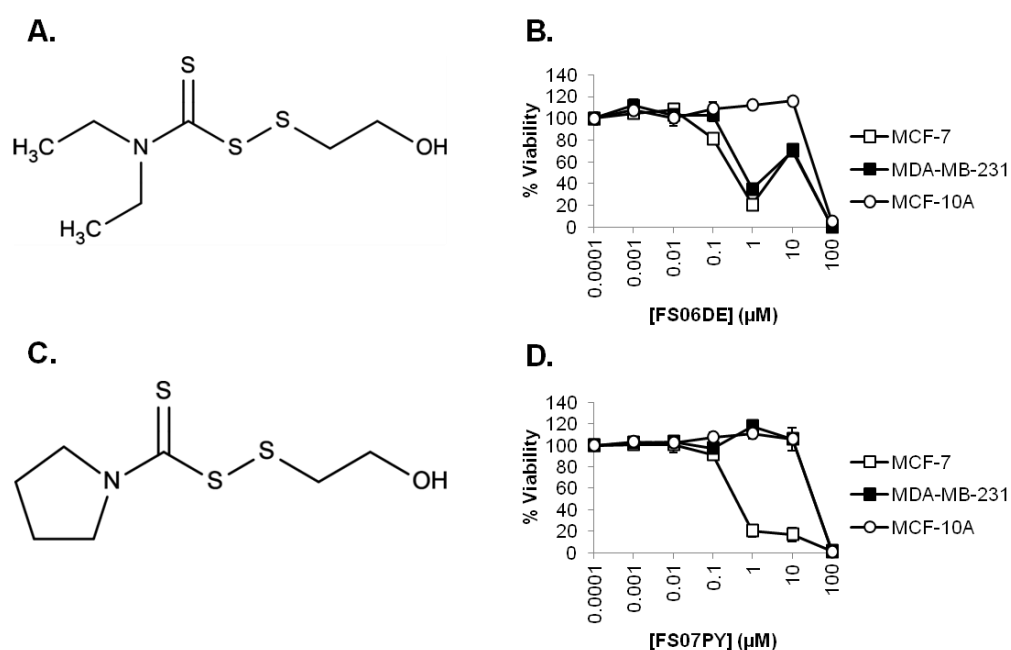 A.
S
H₃C
N
S
S
OH
H₃C
B.
140
120
100
80
60
40
20
0
% Viability
0.0001
0.001
0.01
0.1
1
10
100
[FS06DE] (µM)
MCF-7
MDA-MB-231
MCF-10A
C.
S
N
S
S
OH
D.
140
120
100
80
60
40
20
0
% Viability
0.0001
0.001
0.01
0.1
1
10
100
[FS07PY] (µM)
MCF-7
MDA-MB-231
MCF-10A